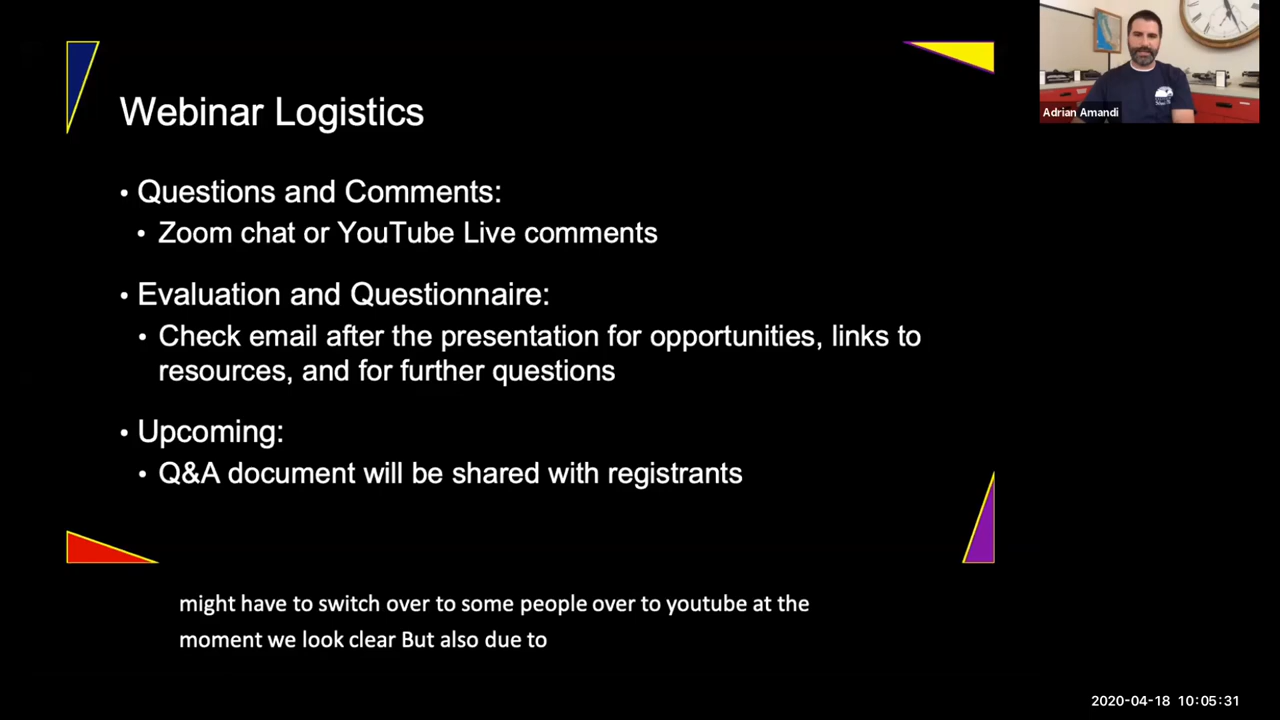 Webinar Logistics
• Questions and Comments:
• Zoom chat or YouTube Live comments
• Evaluation and Questionnaire:
• Check email after the presentation for opportunities, links to
resources, and for further questions
• Upcoming:
• Q&A document will be shared with registrants
might have to switch over to some people over to youtube at the
moment we look clear But also due to
Adrian Amandi
2020-04-18 10:05:31